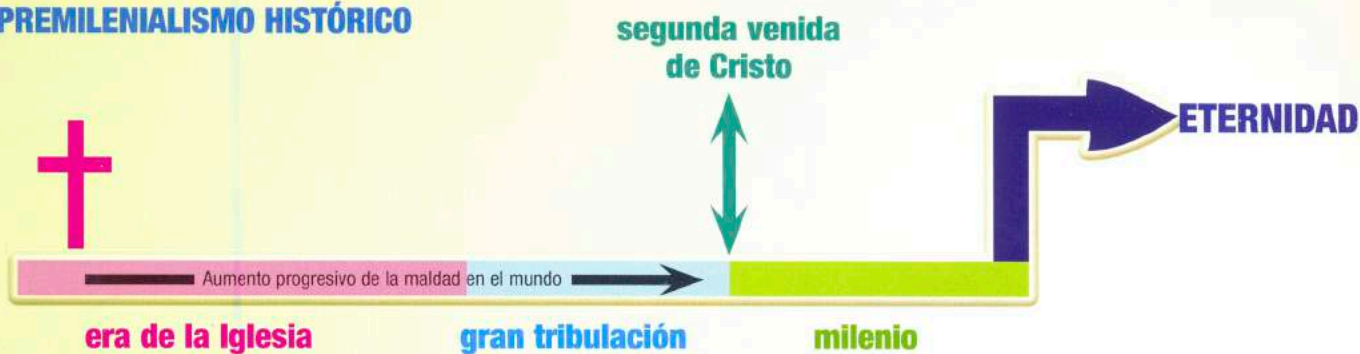 PREMILENIALISMO HISTÓRICO
segunda venida
de Cristo
ETERNIDAD
Aumento progresivo de la maldad en el mundo
era de la Iglesia
gran tribulación
milenio